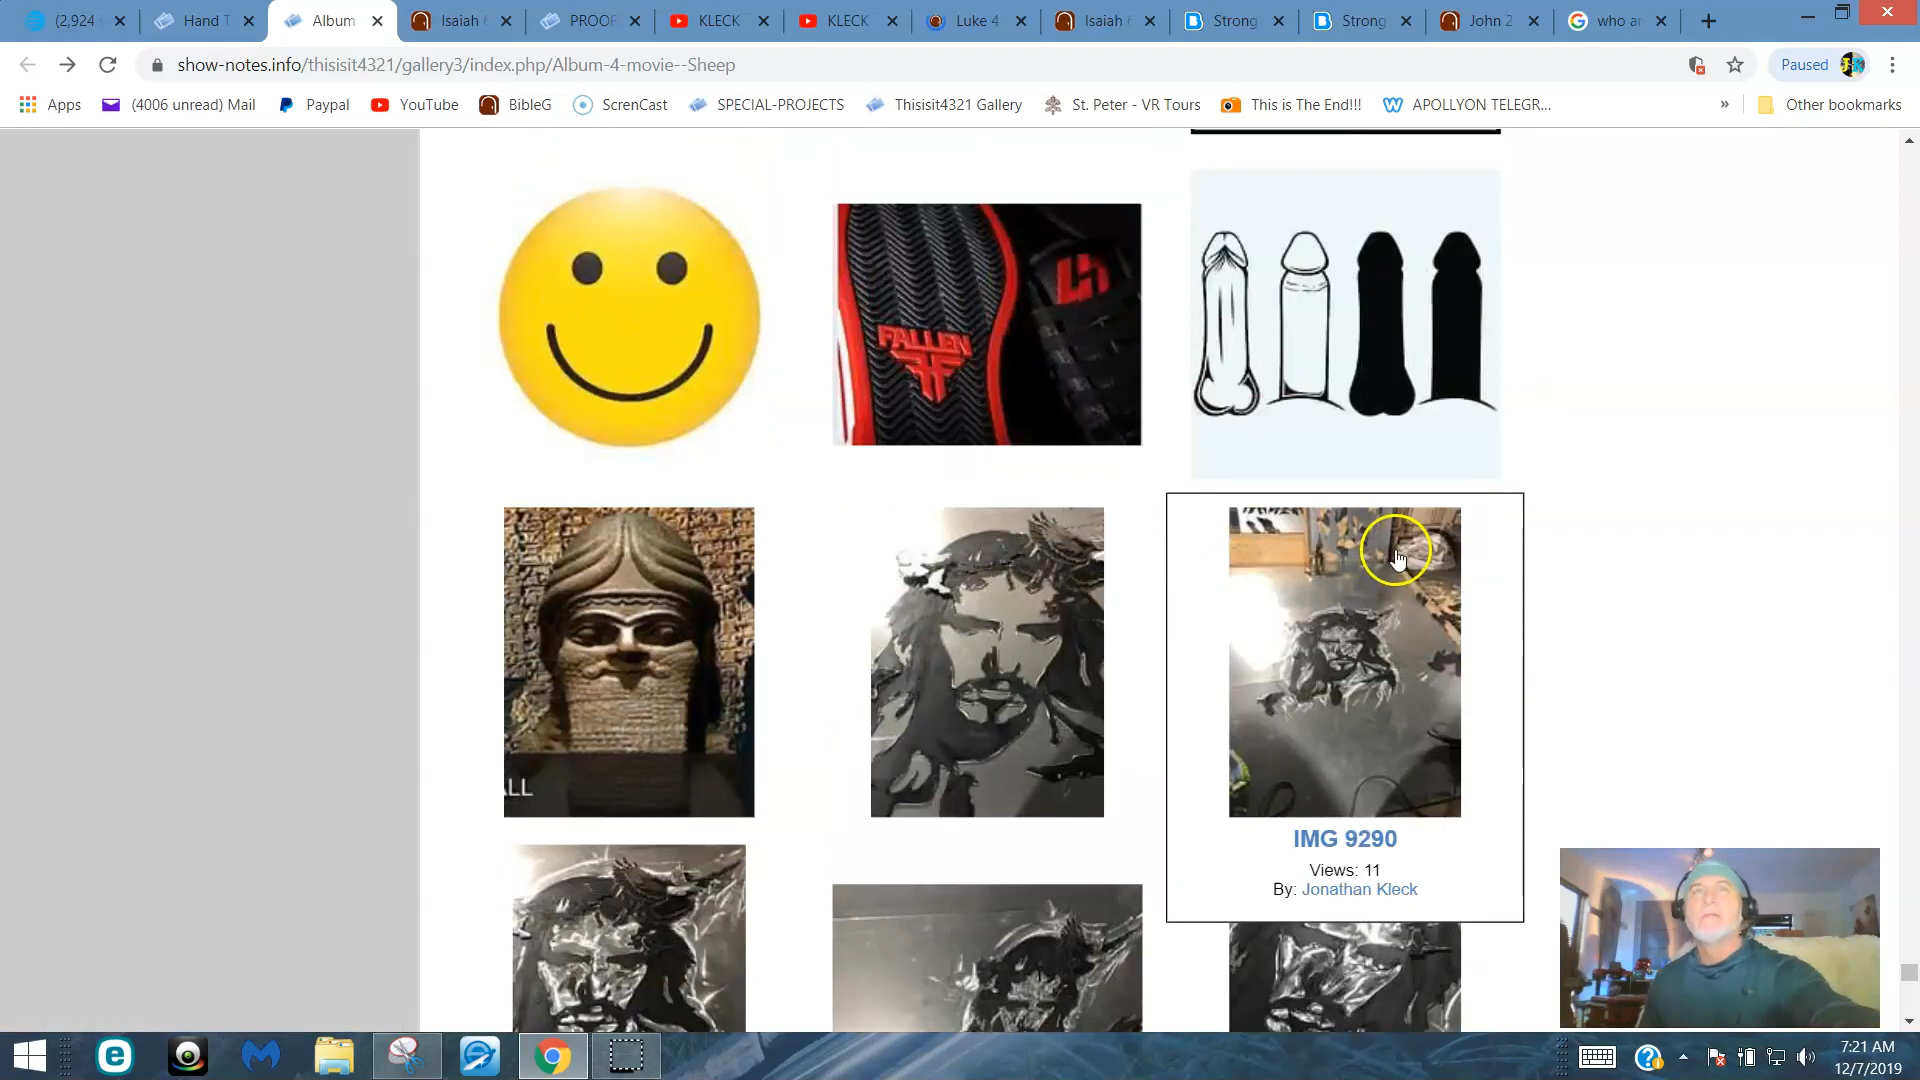 (2,924
Hand T
Album
Isaiah 6
PROOF
KLECK
KLECK
Luke 4
Isaiah 6
Strong
Strong
John 2
who ar
show-notes.info/thisisit4321/gallery3/index.php/Album-4-movie--Sheep
Paused
Apps
(4006 unread) Mail
Paypal
YouTube
BibleG
ScrenCast
SPECIAL-PROJECTS
Thisisit4321 Gallery
St. Peter - VR Tours
This is The End!!!
APOLLYON TELEGR...
»
Other bookmarks
FALLEN
ALL
IMG 9290
Views: 11
By: Jonathan Kleck
7:21 AM
12/7/2019